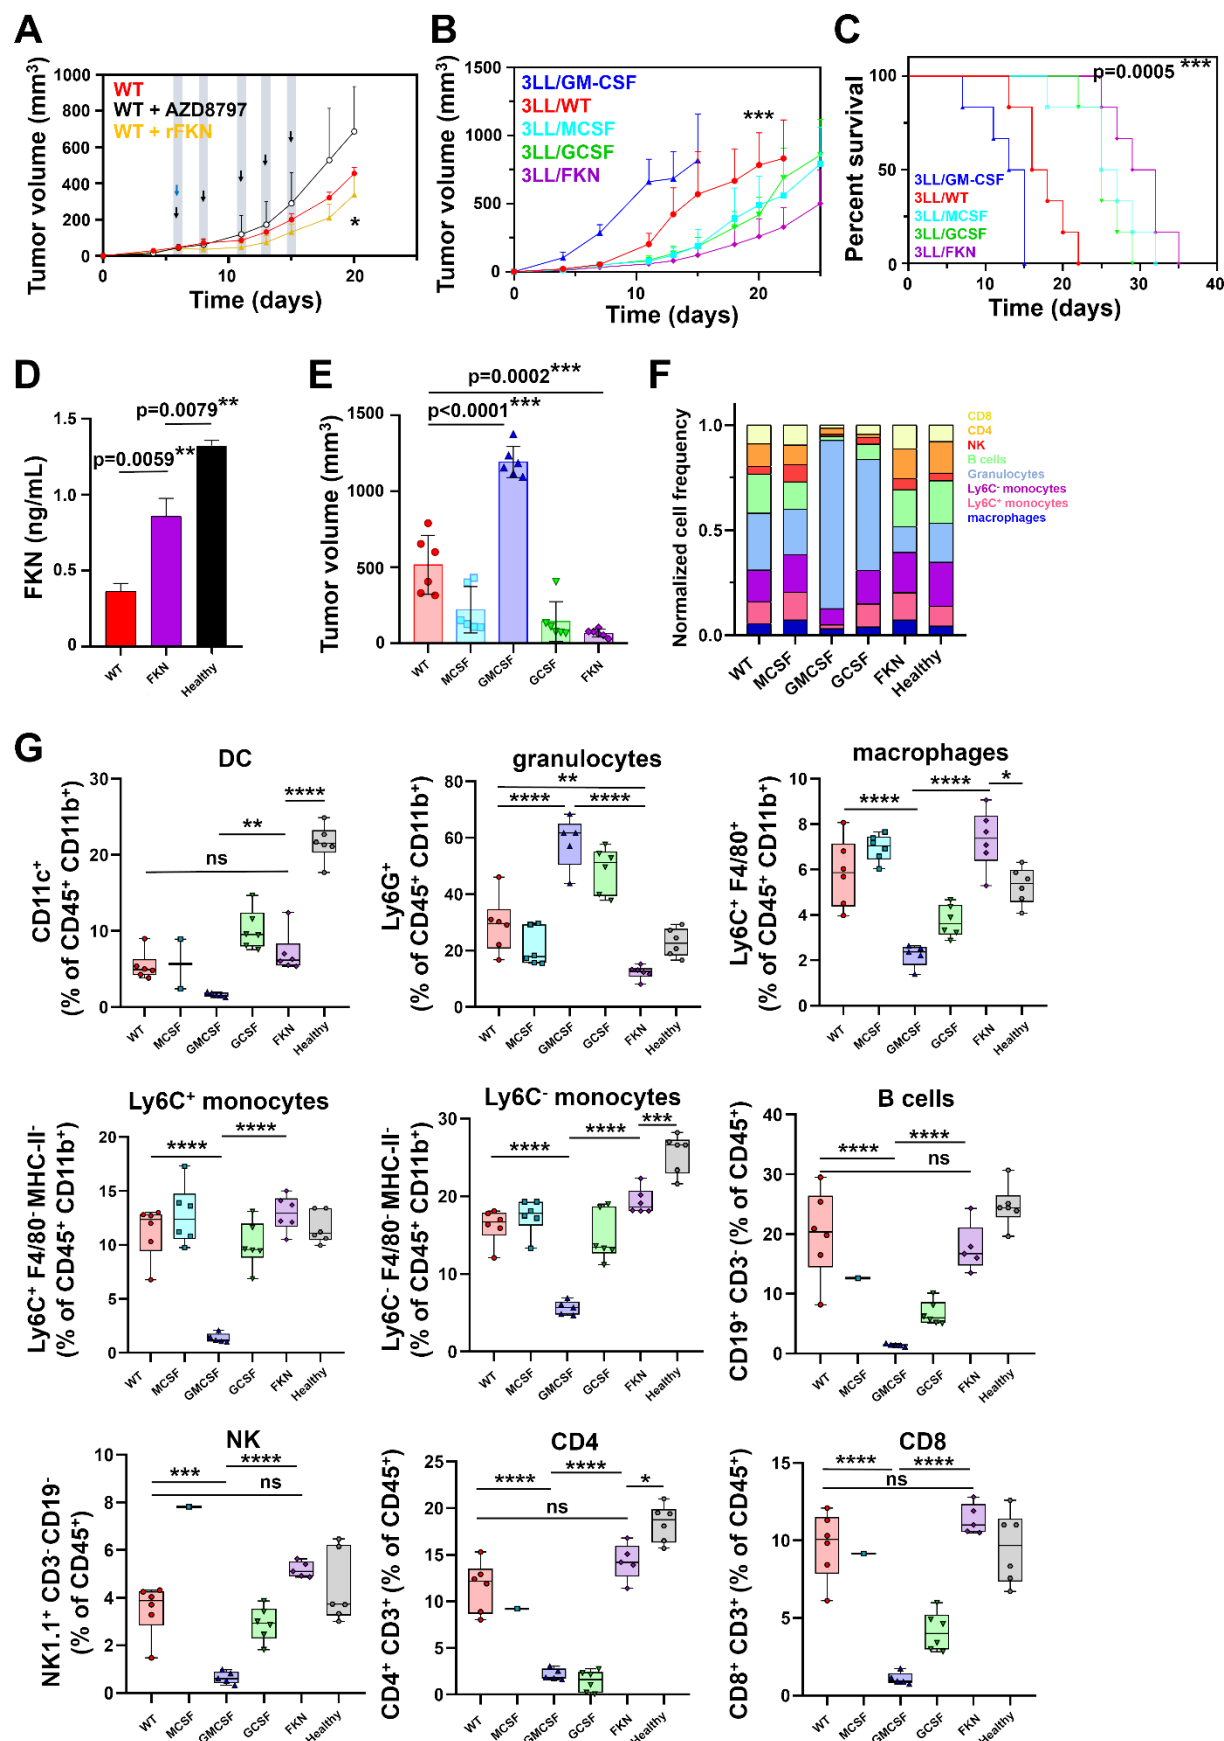 A
Tumor volume (mm³)
1000
800
600
400
200
0
WT
WT + AZD8797
WT + rFKN
*
0
10
20
Time (days)
B
Tumor volume (mm³)
1500
1000
500
0
3LL/GM-CSF
3LL/WT
3LL/MCSF
3LL/GCSF
3LL/FKN
***
0
10
20
Time (days)
C
Percent survival
100
50
0
p=0.0005 ***
3LL/GM-CSF
3LL/WT
3LL/MCSF
3LL/GCSF
3LL/FKN
0
10
20
30
40
Time (days)
D
FKN (ng/mL)
1.5
1.0
0.5
0
p=0.0079**
p=0.0059**
WT
FKN
Healthy
E
Tumor volume (mm³)
1500
1000
500
0
p=0.0002 ***
p<0.0001***
WT
MCSF
GMCSF
GCSF
FKN
F
Normalized cell frequency
1.0
0.5
0.0
CD8
CD4
NK
B cells
Granulocytes
Ly6C⁻ monocytes
Ly6C⁺ monocytes
macrophages
WT
MCSF
GMCSF
GCSF
FKN
Healthy
G
DC
CD11c⁺
(% of CD45⁺ CD11b⁺)
30
20
10
0
****
**
ns
WT
MCSF
GMCSF
GCSF
FKN
Healthy
granulocytes
Ly6G⁺
(% of CD45⁺ CD11b⁺)
80
60
40
20
0
**
**** ****
WT
MCSF
GMCSF
GCSF
FKN
Healthy
macrophages
Ly6C⁺ F4/80⁺
(% of CD45⁺ CD11b⁺)
10
8
6
4
2
0
**** **** *
WT
MCSF
GMCSF
GCSF
FKN
Healthy
Ly6C⁺ monocytes
Ly6C⁺ F4/80⁻ MHC-II⁻
(% of CD45⁺ CD11b⁺)
20
15
10
5
0
**** ****
WT
MCSF
GMCSF
GCSF
FKN
Healthy
Ly6C⁻ monocytes
Ly6C⁻ F4/80⁻ MHC-II⁻
(% of CD45⁺ CD11b⁺)
30
20
10
0
**** **** ***
WT
MCSF
GMCSF
GCSF
FKN
Healthy
B cells
CD19⁺ CD3⁻ (% of CD45⁺)
40
30
20
10
0
**** ****
ns
WT
MCSF
GMCSF
GCSF
FKN
Healthy
NK
NK1.1⁺ CD3⁻ CD19⁻
(% of CD45⁺)
10
8
6
4
2
0
*** ****
ns
WT
MCSF
GMCSF
GCSF
FKN
Healthy
CD4
CD4⁺ CD3⁺ (% of CD45⁺)
25
20
15
10
5
0
**** **** *
ns
WT
MCSF
GMCSF
GCSF
FKN
Healthy
CD8
CD8⁺ CD3⁺ (% of CD45⁺)
15
10
5
0
**** ****
ns
WT
MCSF
GMCSF
GCSF
FKN
Healthy